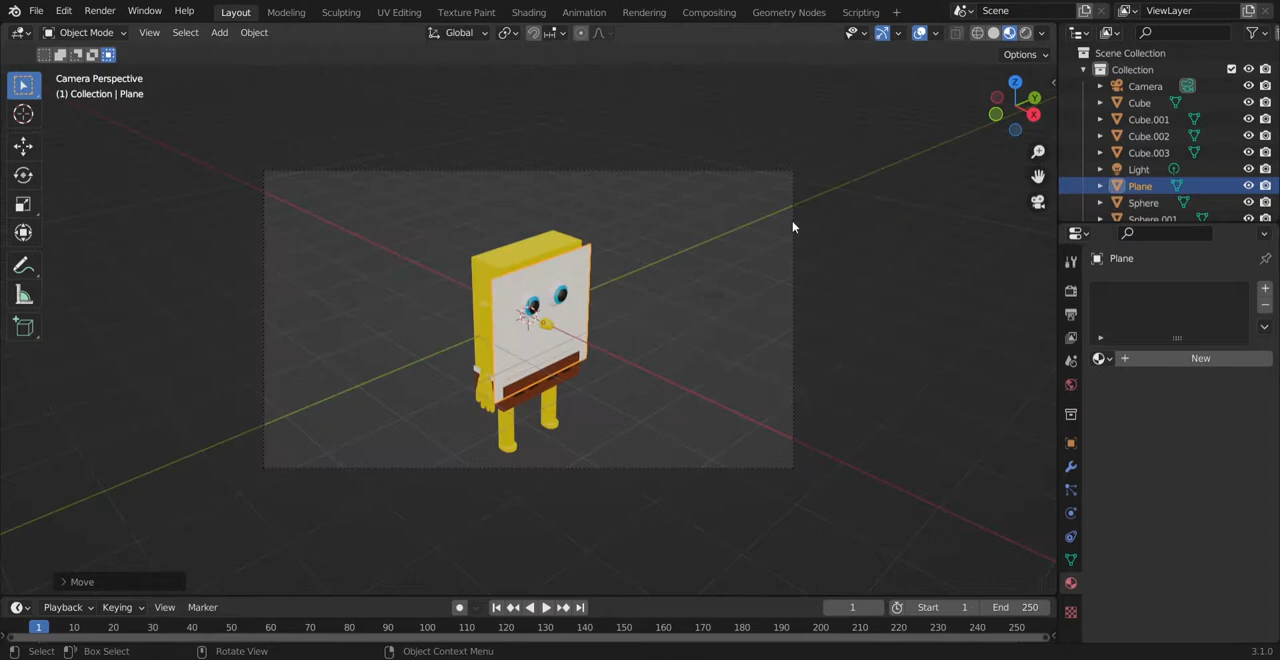 File Edit Render Window Help Layout Modeling Sculpting UV Editing Texture Paint Shading Animation Rendering Compositing Geometry Nodes Scripting + Scene ViewLayer
Object Mode View Select Add Object Global
Options
Camera Perspective
(1) Collection | Plane
Z
Y
X
Scene Collection
Collection
Camera
Cube
Cube.001
Cube.002
Cube.003
Light
Plane
Sphere
Sphere.001
Plane
New
Move
Playback Keying View Marker 1 Start 1 End 250
1 10 20 30 40 50 60 70 80 90 100 110 120 130 140 150 160 170 180 190 200 210 220 230 240 250
Select Box Select Rotate View Object Context Menu 3.1.0